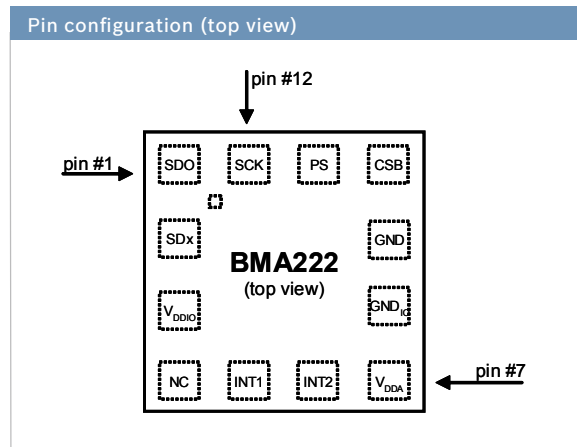 Pin configuration (top view)
pin #12
pin #1
SDO SCK PS CSB
SDx GND
BMA222
(top view)
VDDIO GNDIO
NC INT1 INT2 VDDA
pin #7